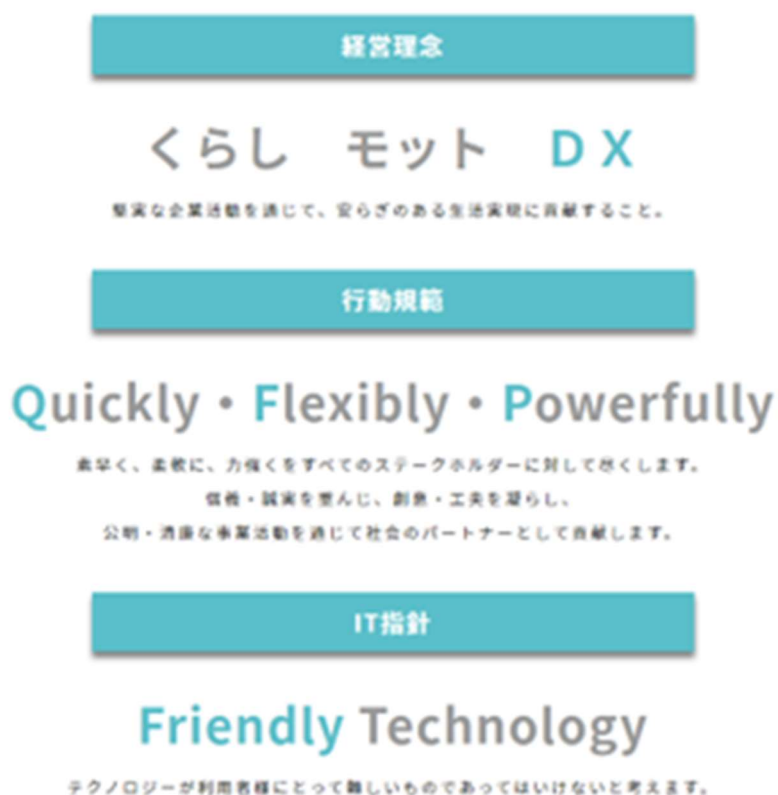 経営理念
くらし　モット　ＤＸ
堅実な企業活動を通じて、安らぎのある生活実現に貢献すること。
行動規範
Quickly・Flexibly・Powerfully
素早く、柔軟に、力強くをすべてのステークホルダーに対して尽くします。
信義・誠実を重んじ、創意・工夫を凝らし、
公明・清廉な事業活動を通じて社会のパートナーとして貢献します。
IT指針
Friendly Technology
テクノロジーが利用者様にとって難しいものであってはいけないと考えます。